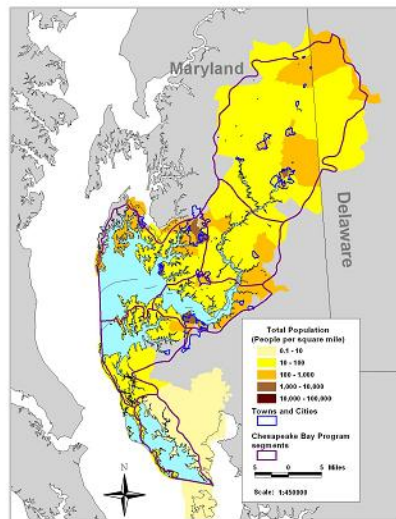 Maryland
Delaware
Total Population
(People per square mile)
0.1 - 10
10 - 100
100 - 1,000
1,000 - 10,000
10,000 - 100,000
Towns and Cities
Chesapeake Bay Program
segments
5 0 5 Miles
Scale: 1:450000
N